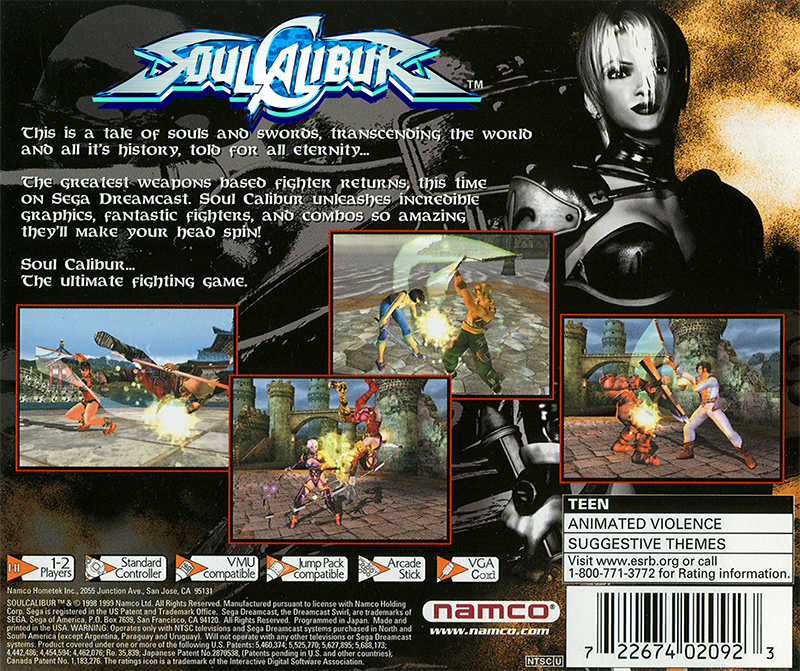 SOULCALIBUR™
This is a tale of souls and swords, transcending the world
and all it's history, told for all eternity...
The greatest weapons based fighter returns, this time
on Sega Dreamcast. Soul Calibur unleashes incredible
graphics, fantastic fighters, and combos so amazing
they'll make your head spin!
Soul Calibur...
The ultimate fighting game.
TEEN
ANIMATED VIOLENCE
SUGGESTIVE THEMES
Visit www.esrb.org or call
1-800-771-3772 for Rating information.
1-2 Players
Standard Controller
VMU compatible
Jump Pack compatible
Arcade Stick
VGA
Namco Hometek Inc., 2055 Junction Ave., San Jose, CA 95131
SOULCALIBUR™ & © 1998 1999 Namco Ltd. All Rights Reserved. Manufactured pursuant to license with Namco Holding
Corp. Sega is registered in the US Patent and Trademark Office. Sega Dreamcast, the Dreamcast Swirl, are trademarks of
SEGA. Sega of America, P.O. Box 7639, San Francisco, CA 94120. All Rights Reserved. Programmed in Japan. Made and
printed in the USA. WARNING: Operates only with NTSC televisions and Sega Dreamcast systems purchased in North and
South America (except Argentina, Paraguay and Uruguay). Will not operate with any other televisions or Sega Dreamcast
systems. Product covered under one or more of the following U.S. Patents: 5,460,374; 5,525,770; 5,627,895; 5,688,173;
4,442,486; 4,454,594; 4,462,076; Re. 35,839; Japanese Patent No. 2870538, (Patents pending in U.S. and other countries);
Canada Patent No. 1,183,276. The ratings icon is a trademark of the Interactive Digital Software Association.
namco®
www.namco.com
NTSC U
7 22674 02092 3